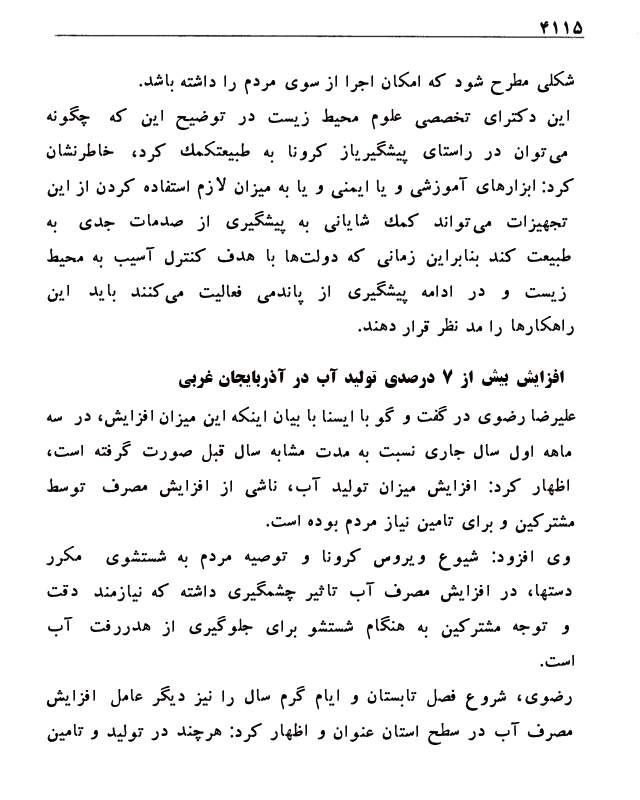 ۴۱۱۵
شکلی مطرح شود که امکان اجرا از سوی مردم را داشته باشد.
این دکترای تخصصی علوم محیط زیست در توضیح این که چگونه
می‌توان در راستای پیشگیریاز کرونا به طبیعتکمك کرد، خاطرنشان
کرد: ابزارهای آموزشی و یا ایمنی و یا به میزان لازم استفاده کردن از این
تجهیزات می‌تواند کمك شایانی به پیشگیری از صدمات جدی به
طبیعت کند بنابراین زمانی که دولت‌ها با هدف کنترل آسیب به محیط
زیست و در ادامه پیشگیری از پاندمی فعالیت می‌کنند باید این
راهکارها را مد نظر قرار دهند.
افزایش بیش از ۷ درصدی تولید آب در آذربایجان غربی
علیرضا رضوی در گفت و گو با ایسنا با بیان اینکه این میزان افزایش، در سه
ماهه اول سال جاری نسبت به مدت مشابه سال قبل صورت گرفته است،
اظهار کرد: افزایش میزان تولید آب، ناشی از افزایش مصرف توسط
مشترکین و برای تامین نیاز مردم بوده است.
وی افزود: شیوع ویروس کرونا و توصیه مردم به شستشوی مکرر
دستها، در افزایش مصرف آب تاثیر چشمگیری داشته که نیازمند دقت
و توجه مشترکین به هنگام شستشو برای جلوگیری از هدررفت آب
است.
رضوی، شروع فصل تابستان و ایام گرم سال را نیز دیگر عامل افزایش
مصرف آب در سطح استان عنوان و اظهار کرد: هرچند در تولید و تامین